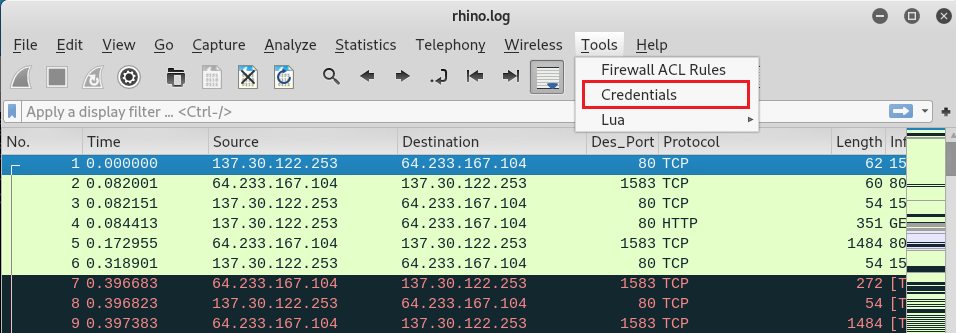 rhino.log
File Edit View Go Capture Analyze Statistics Telephony Wireless Tools Help
Firewall ACL Rules
Credentials
Lua
Apply a display filter ... <Ctrl-/>
No. Time Source Destination Des_Port Protocol Length Inf
1 0.000000 137.30.122.253 64.233.167.104 80 TCP 62 15
2 0.082001 64.233.167.104 137.30.122.253 1583 TCP 60 80
3 0.082151 137.30.122.253 64.233.167.104 80 TCP 54 15
4 0.084413 137.30.122.253 64.233.167.104 80 HTTP 351 GE
5 0.172955 64.233.167.104 137.30.122.253 1583 TCP 1484 80
6 0.318901 137.30.122.253 64.233.167.104 80 TCP 54 15
7 0.396683 64.233.167.104 137.30.122.253 1583 TCP 272 [T
8 0.396823 137.30.122.253 64.233.167.104 80 TCP 54 [T
9 0.397383 64.233.167.104 137.30.122.253 1583 TCP 1484 [T